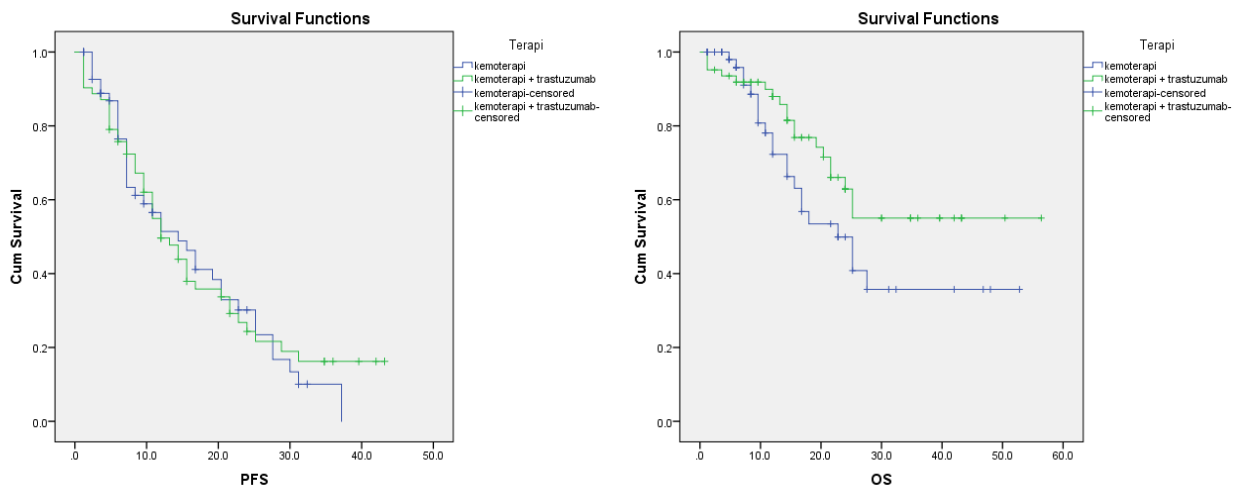 Survival Functions
Terapi
kemoterapi
kemoterapi + trastuzumab
kemoterapi-censored
kemoterapi + trastuzumab-
censored
Cum Survival
1.0
0.8
0.6
0.4
0.2
0.0
.0 10.0 20.0 30.0 40.0 50.0
PFS
Survival Functions
Terapi
kemoterapi
kemoterapi + trastuzumab
kemoterapi-censored
kemoterapi + trastuzumab-
censored
Cum Survival
1.0
0.8
0.6
0.4
0.2
0.0
.0 10.0 20.0 30.0 40.0 50.0 60.0
OS